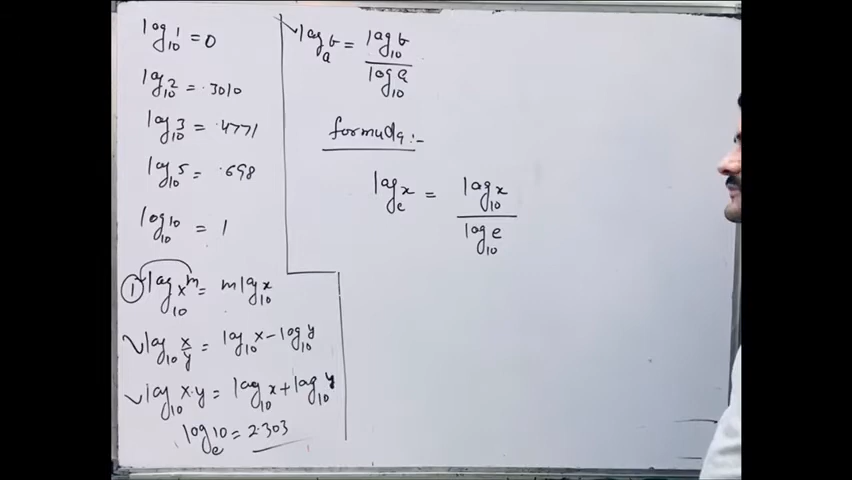 log₁₀ 1 = 0
log₁₀ 2 = .3010
log₁₀ 3 = .4771
log₁₀ 5 = .698
log₁₀ 10 = 1
① log₁₀ xᵐ = m log₁₀ x
log₁₀ x/y = log₁₀ x - log₁₀ y
log₁₀ x·y = log₁₀ x + log₁₀ y
logₑ 10 = 2.303
logₐ b = log₁₀ b / log₁₀ a
formula:-
logₑ x = log₁₀ x / log₁₀ e